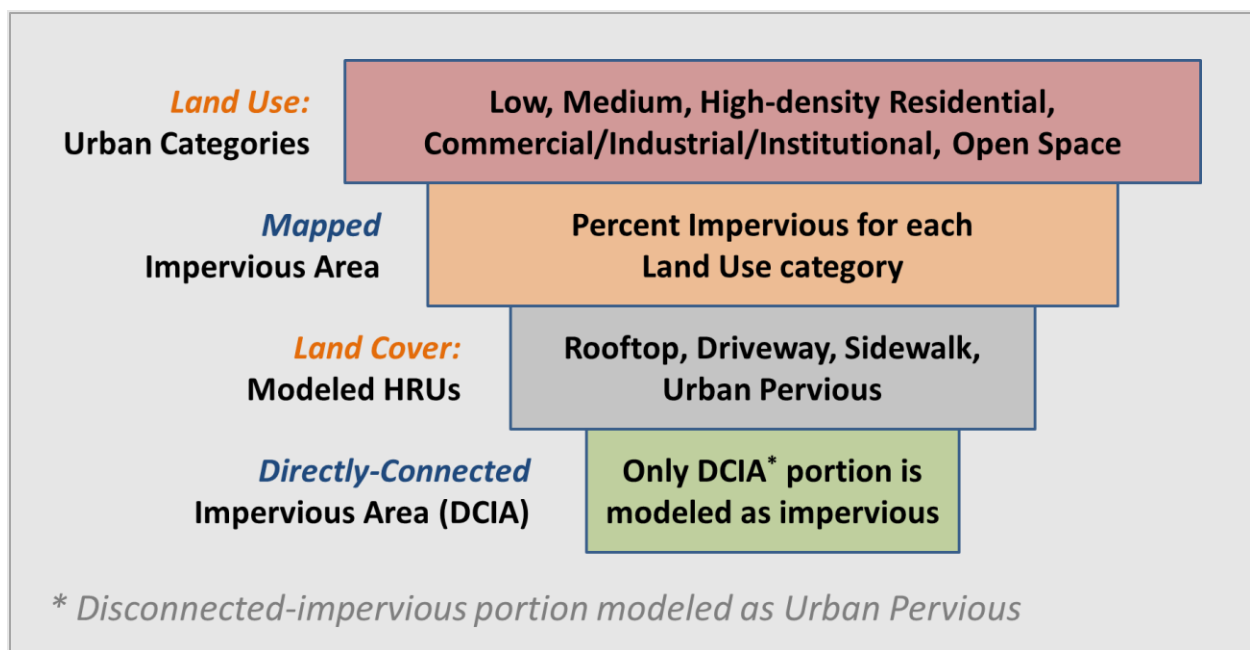 Land Use:
Urban Categories
Low, Medium, High-density Residential,
Commercial/Industrial/Institutional, Open Space
Mapped
Impervious Area
Percent Impervious for each
Land Use category
Land Cover:
Modeled HRUs
Rooftop, Driveway, Sidewalk,
Urban Pervious
Directly-Connected
Impervious Area (DCIA)
Only DCIA* portion is
modeled as impervious
* Disconnected-impervious portion modeled as Urban Pervious